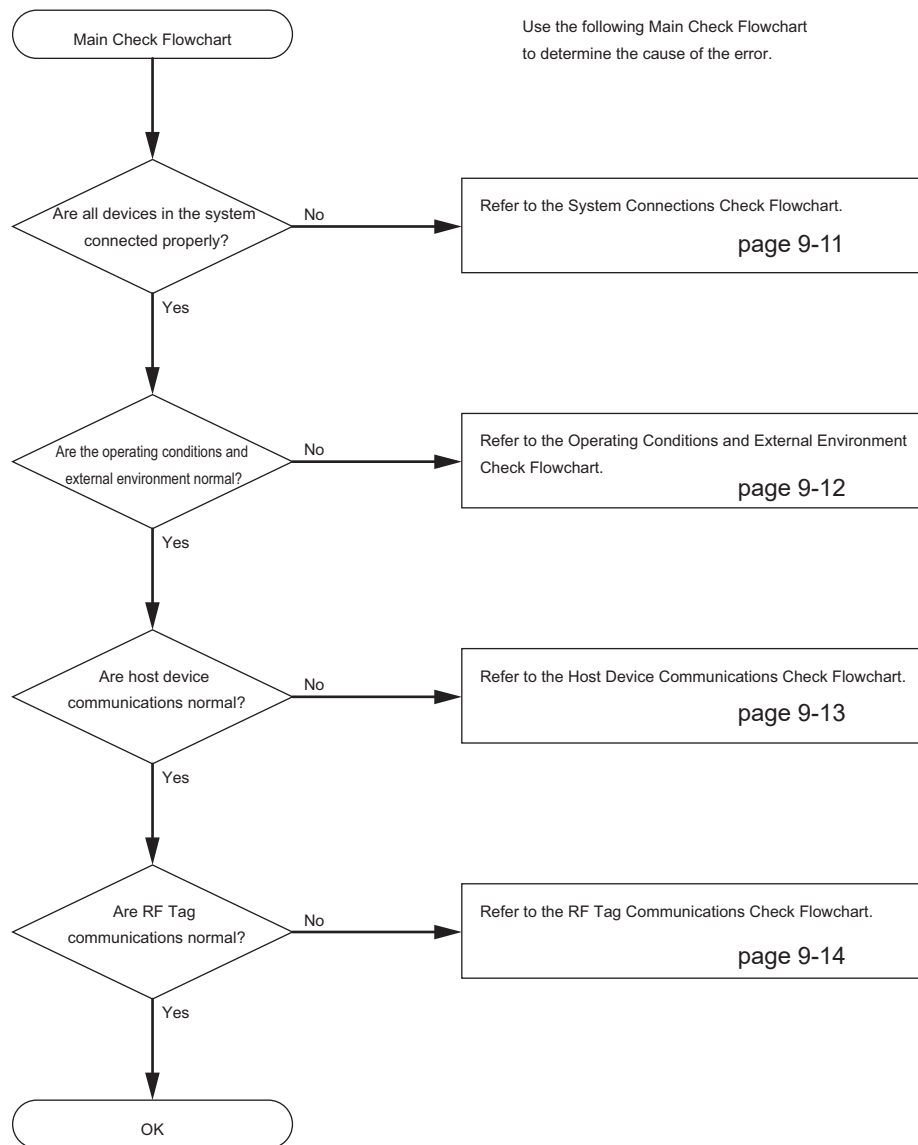 Main Check Flowchart
Use the following Main Check Flowchart
to determine the cause of the error.
Are all devices in the system
connected properly?
No
Refer to the System Connections Check Flowchart.
page 9-11
Yes
Are the operating conditions and
external environment normal?
No
Refer to the Operating Conditions and External Environment
Check Flowchart.
page 9-12
Yes
Are host device
communications normal?
No
Refer to the Host Device Communications Check Flowchart.
page 9-13
Yes
Are RF Tag
communications normal?
No
Refer to the RF Tag Communications Check Flowchart.
page 9-14
Yes
OK